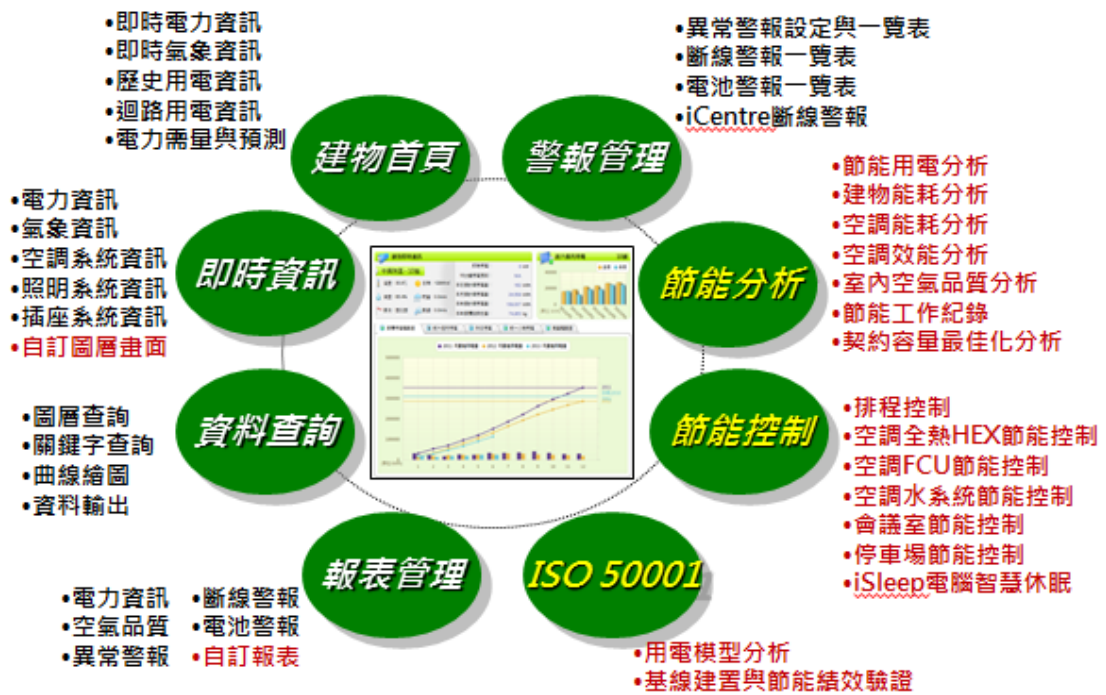 •即時電力資訊
•即時氣象資訊
•歷史用電資訊
•迴路用電資訊
•電力需量與預測
建物首頁
•異常警報設定與一覽表
•斷線警報一覽表
•電池警報一覽表
•iCentre斷線警報
警報管理
•節能用電分析
•建物能耗分析
•空調能耗分析
•空調效能分析
•室內空氣品質分析
•節能工作紀錄
•契約容量最佳化分析
節能分析
•電力資訊
•氣象資訊
•空調系統資訊
•照明系統資訊
•插座系統資訊
•自訂圖層畫面
即時資訊
•圖層查詢
•關鍵字查詢
•曲線繪圖
•資料輸出
資料查詢
•排程控制
•空調全熱HEX節能控制
•空調FCU節能控制
•空調水系統節能控制
•會議室節能控制
•停車場節能控制
•iSleep電腦智慧休眠
節能控制
報表管理
•電力資訊 •斷線警報
•空氣品質 •電池警報
•異常警報 •自訂報表
ISO 50001
•用電模型分析
•基線建置與節能績效驗證